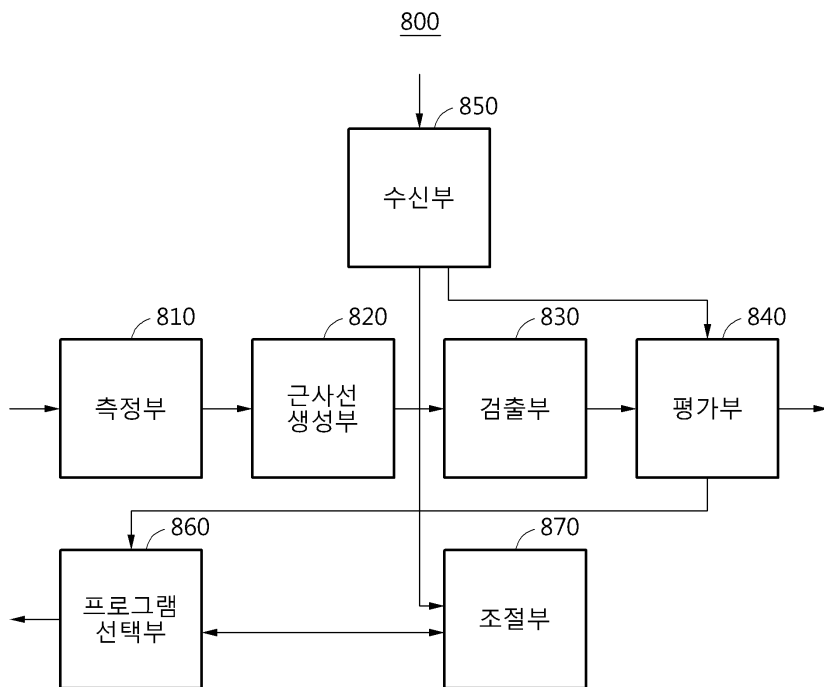 800
850
수신부
810
820
830
840
측정부
근사선
생성부
검출부
평가부
860
870
프로그램
선택부
조절부